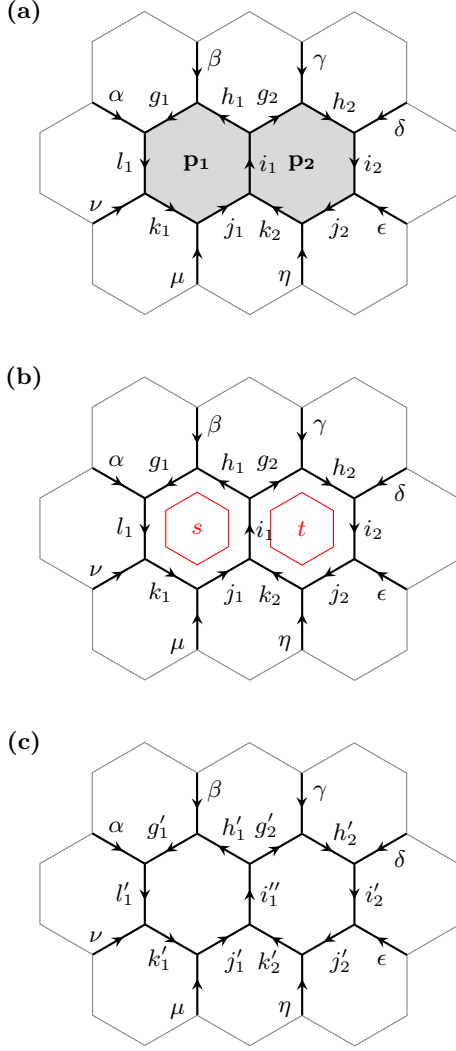 (a)
β γ
α g₁ h₁ g₂ h₂ δ
l₁ p₁ i₁ p₂ i₂
ν k₁ j₁ k₂ j₂ ϵ
μ η
(b)
β γ
α g₁ h₁ g₂ h₂ δ
l₁ s i₁ t i₂
ν k₁ j₁ k₂ j₂ ϵ
μ η
(c)
β γ
α g′₁ h′₁ g′₂ h′₂ δ
l′₁ i″₁ i′₂
ν k′₁ j′₁ k′₂ j′₂ ϵ
μ η